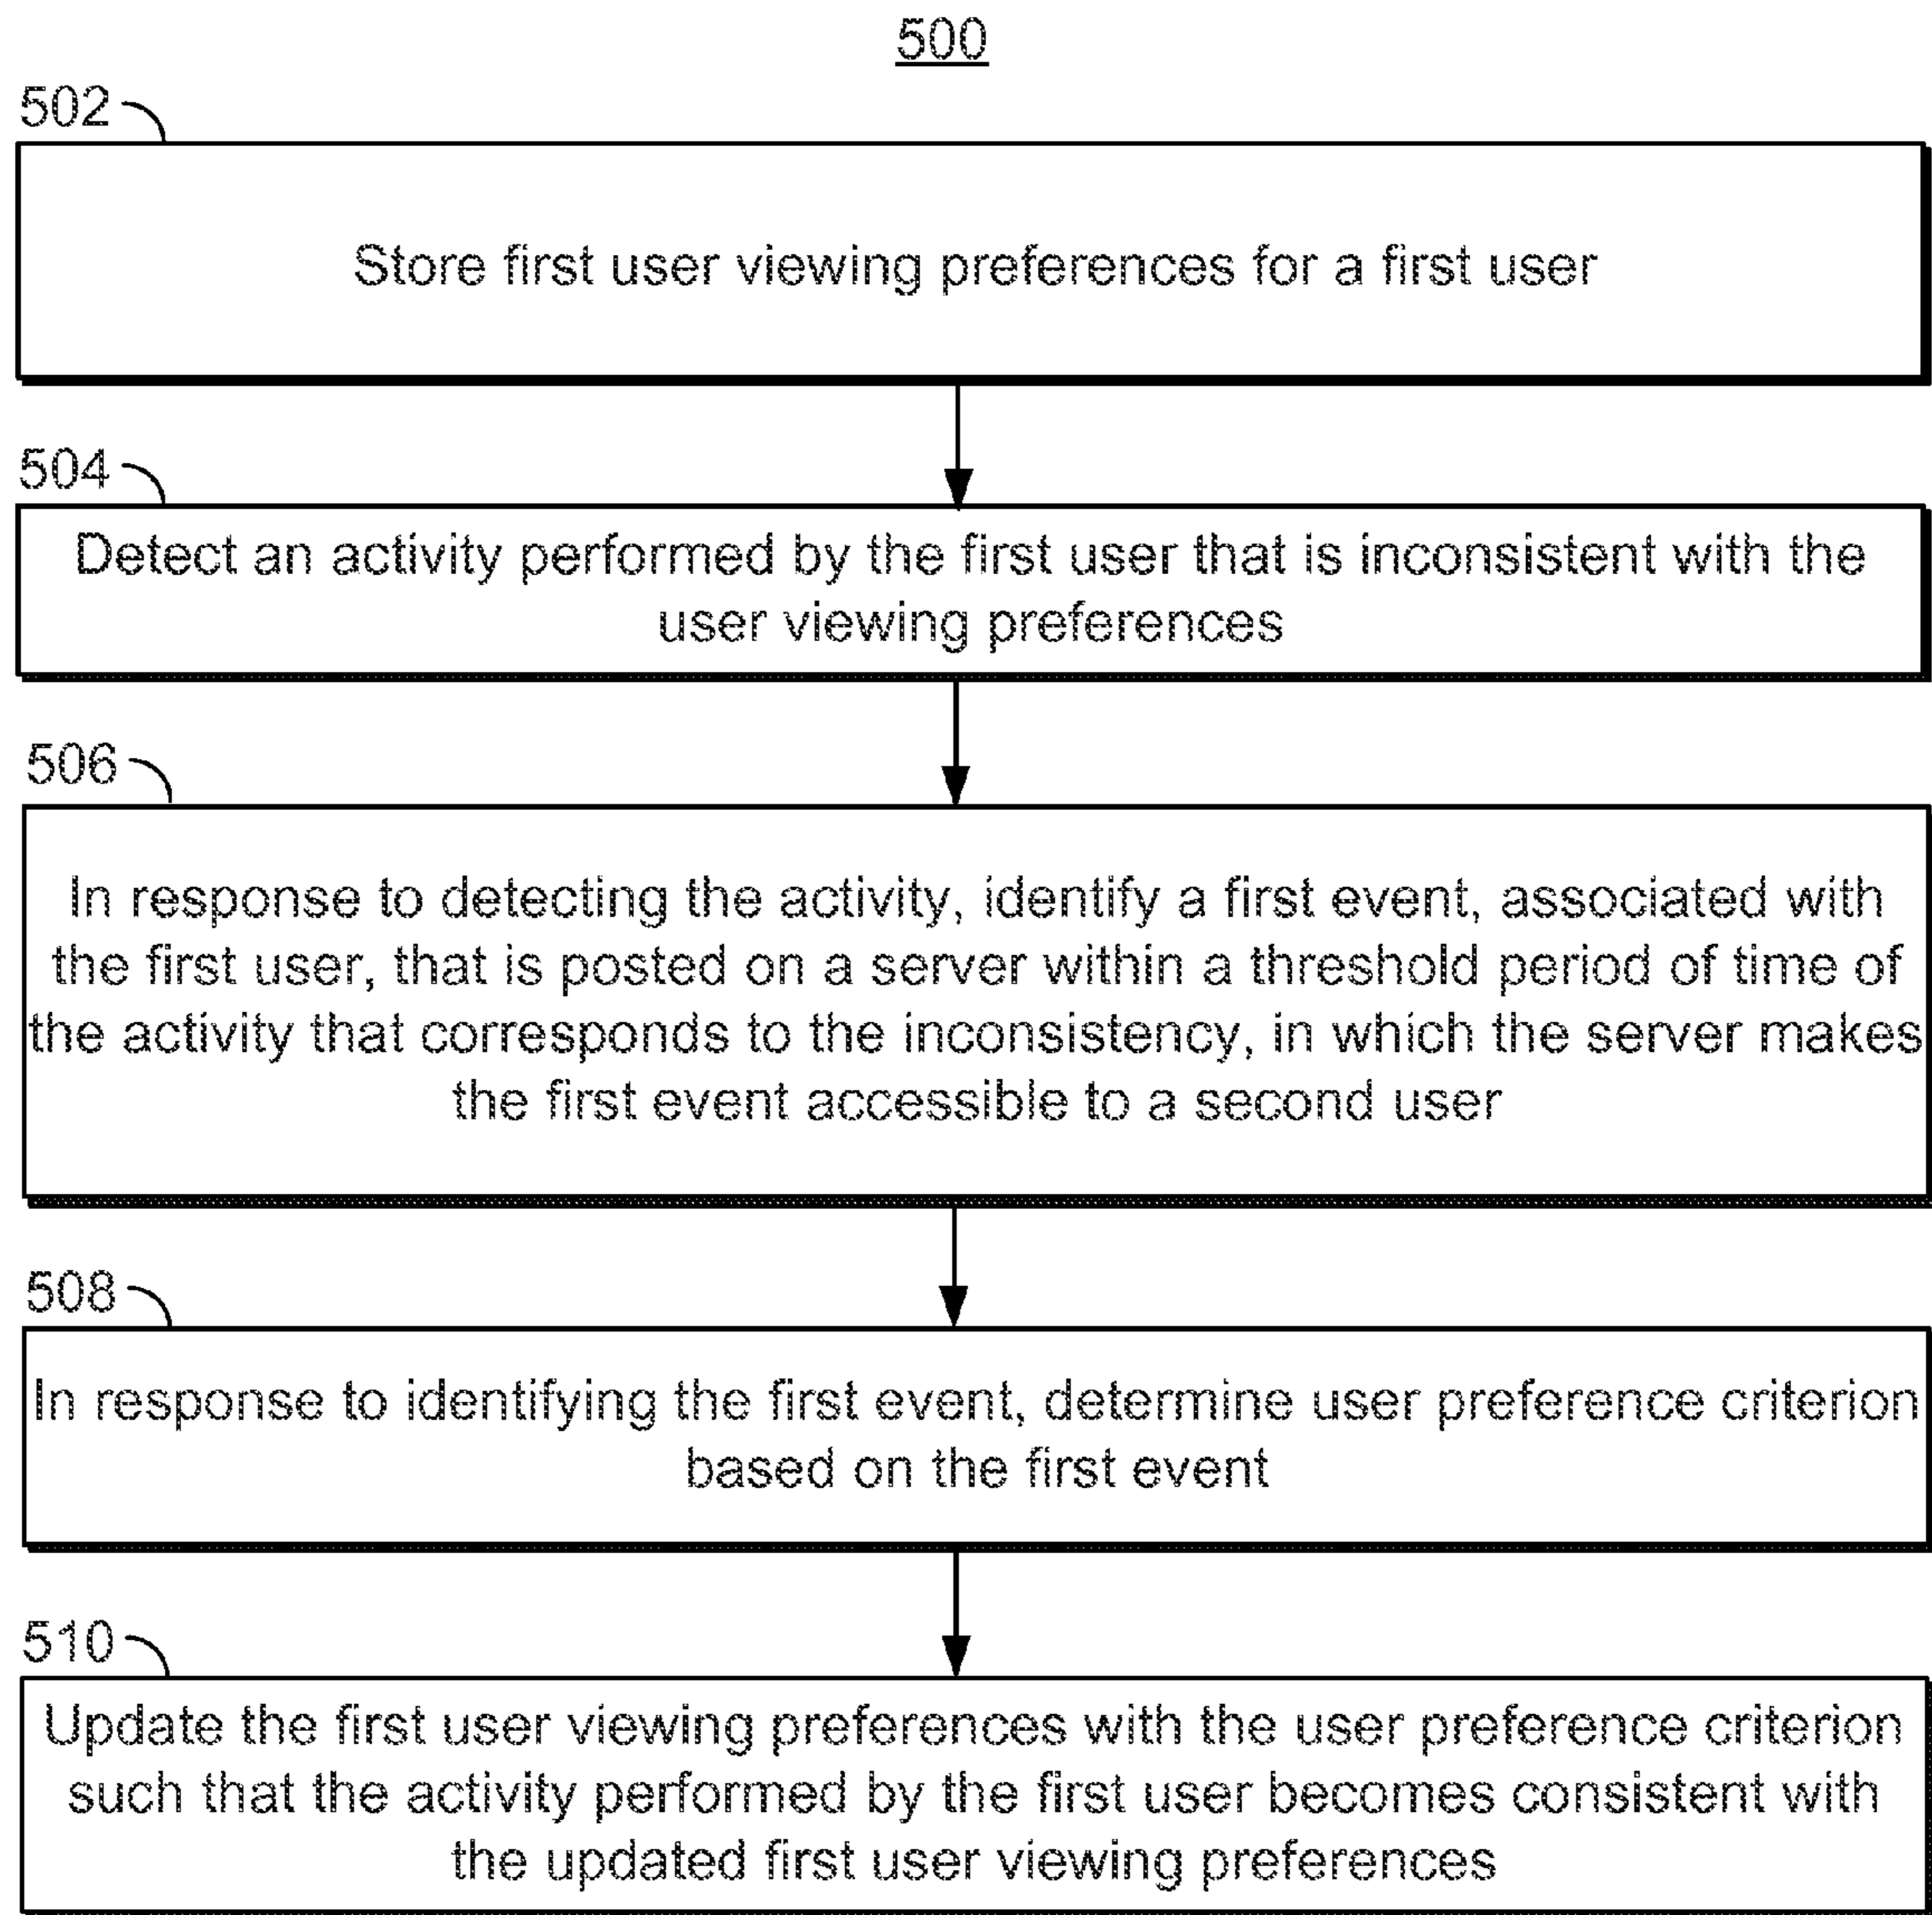 500
502
Store first user viewing preferences for a first user
504
Detect an activity performed by the first user that is inconsistent with the
user viewing preferences
506
In response to detecting the activity, identify a first event, associated with
the first user, that is posted on a server within a threshold period of time of
the activity that corresponds to the inconsistency, in which the server makes
the first event accessible to a second user
508
In response to identifying the first event, determine user preference criterion
based on the first event
510
Update the first user viewing preferences with the user preference criterion
such that the activity performed by the first user becomes consistent with
the updated first user viewing preferences